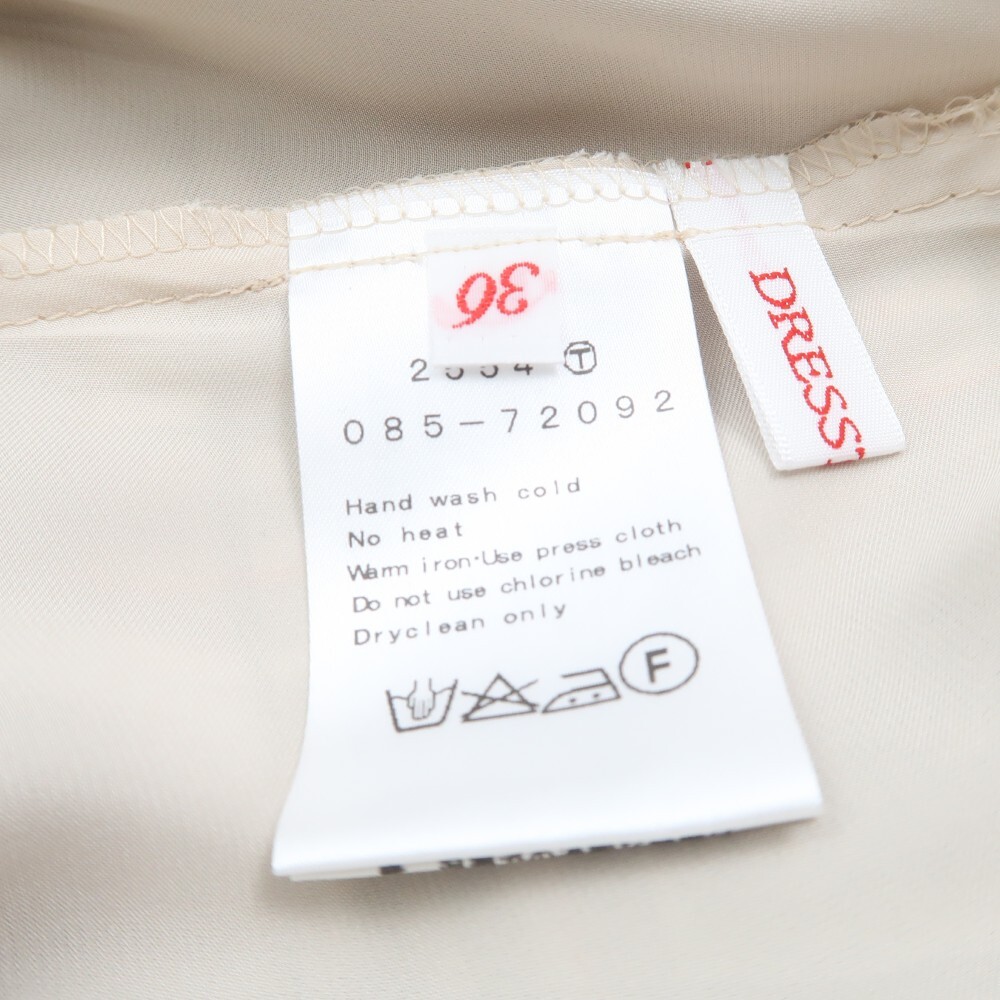 36
2554 T
085-72092
Hand wash cold
No heat
Warm iron·Use press cloth
Do not use chlorine bleach
Dryclean only
F
DRESS